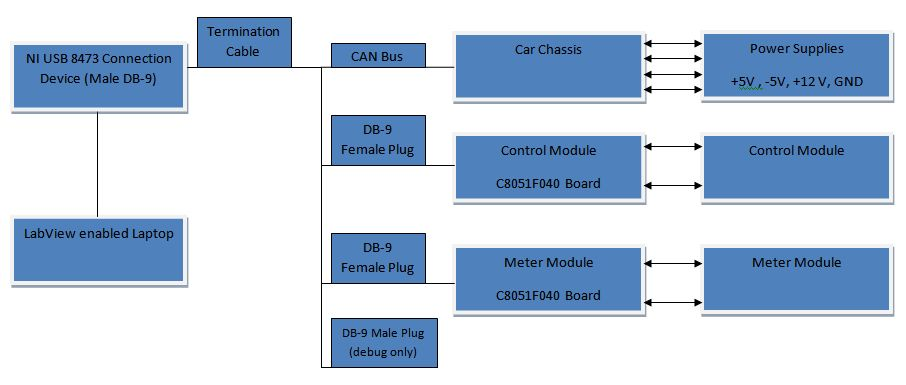 Termination
Cable
NI USB 8473 Connection
Device (Male DB-9)
CAN Bus
Car Chassis
Power Supplies
+5V , -5V, +12 V, GND
DB-9
Female Plug
Control Module
C8051F040 Board
Control Module
LabView enabled Laptop
DB-9
Female Plug
Meter Module
C8051F040 Board
Meter Module
DB-9 Male Plug
(debug only)